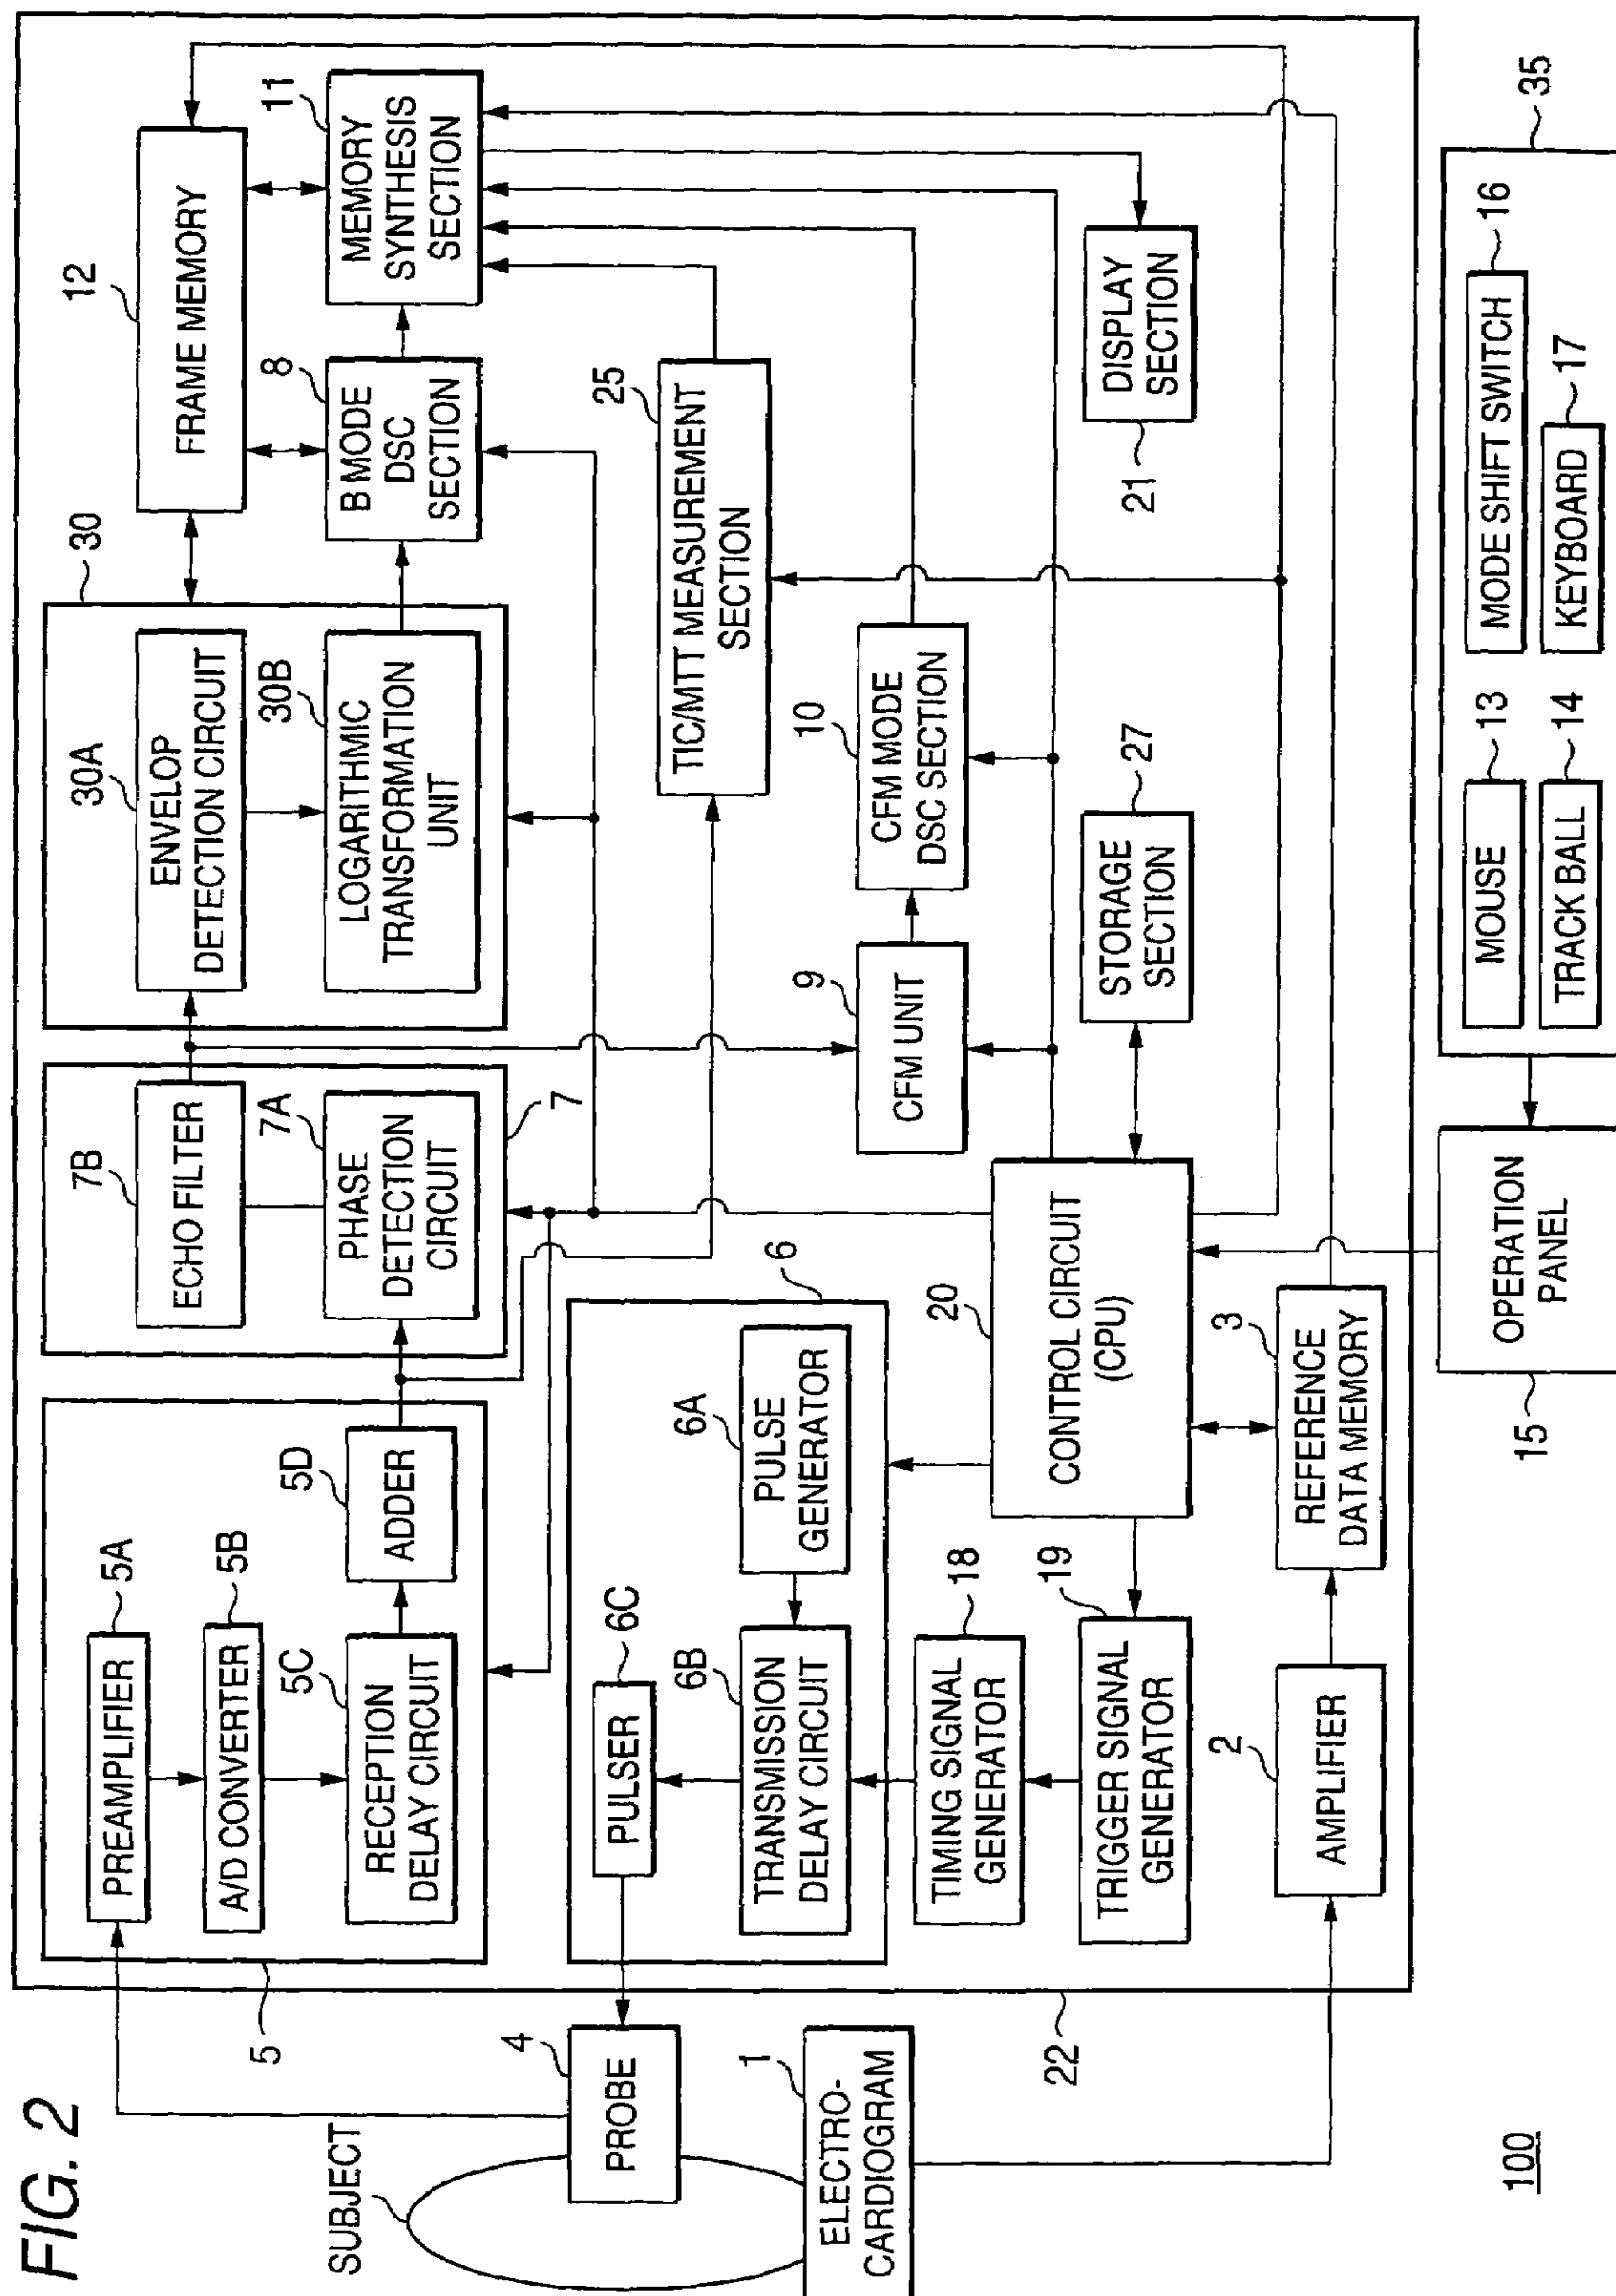 FIG. 2
SUBJECT
4
PROBE
1
ELECTRO-
CARDIOGRAM
100
22
5
PREAMPLIFIER
5A
A/D CONVERTER
5B
5C
RECEPTION
DELAY CIRCUIT
5D
ADDER
7B
ECHO FILTER
7A
PHASE
DETECTION
CIRCUIT
7
30
30A
ENVELOP
DETECTION CIRCUIT
30B
LOGARITHMIC
TRANSFORMATION
UNIT
12
FRAME MEMORY
8
B MODE
DSC
SECTION
11
MEMORY
SYNTHESIS
SECTION
6
PULSER
6C
6B
TRANSMISSION
DELAY CIRCUIT
6A
PULSE
GENERATOR
25
TIC/MTT MEASUREMENT
SECTION
9
CFM UNIT
10
CFM MODE
DSC SECTION
18
TIMING SIGNAL
GENERATOR
19
TRIGGER SIGNAL
GENERATOR
20
CONTROL CIRCUIT
(CPU)
STORAGE
SECTION
27
21
DISPLAY
SECTION
2
AMPLIFIER
3
REFERENCE
DATA MEMORY
15
OPERATION
PANEL
35
MOUSE
13
TRACK BALL
14
MODE SHIFT SWITCH
16
KEYBOARD
17